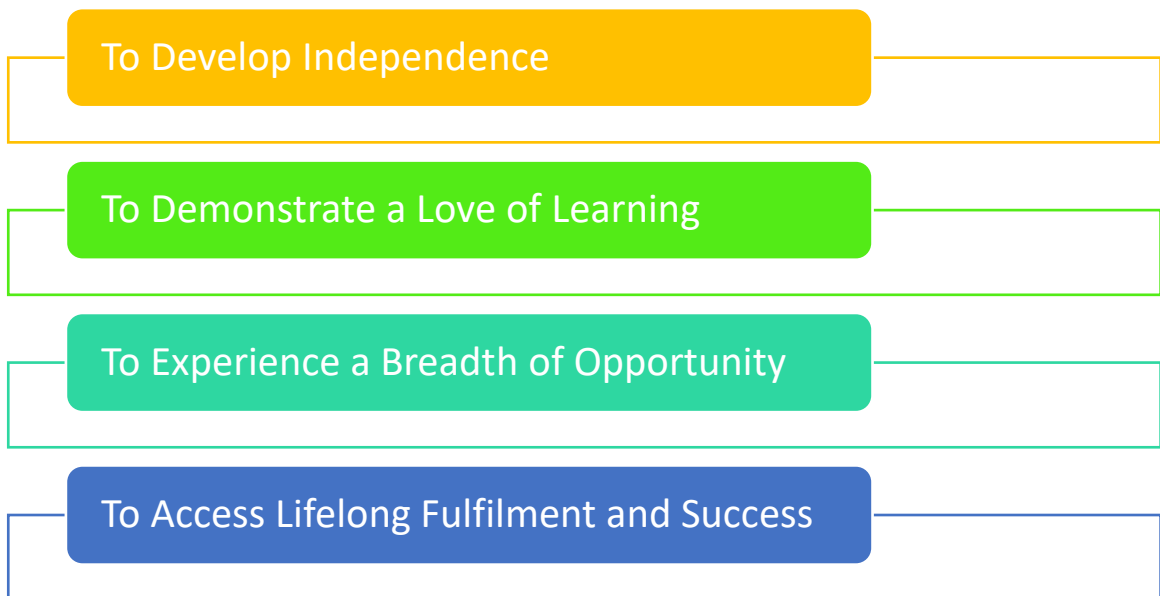 To Develop Independence
To Demonstrate a Love of Learning
To Experience a Breadth of Opportunity
To Access Lifelong Fulfilment and Success